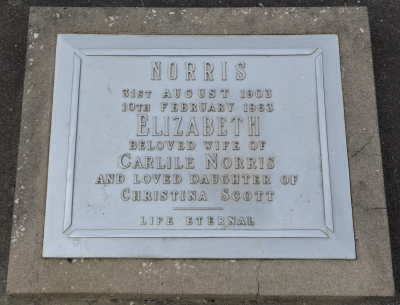 NORRIS
31ST AUGUST 1903
10TH FEBRUARY 1963
ELIZABETH
BELOVED WIFE OF
CARLILE NORRIS
AND LOVED DAUGHTER OF
CHRISTINA SCOTT
LIFE ETERNAL